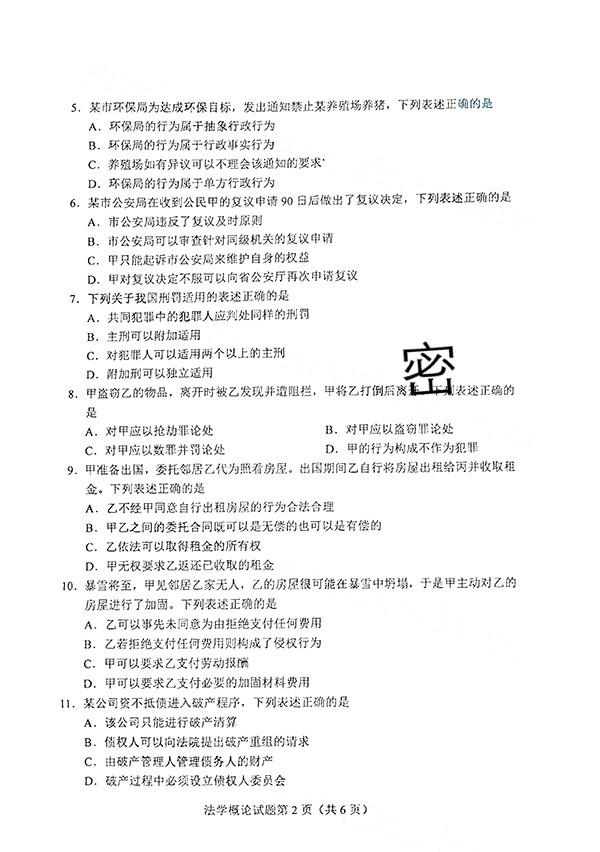 5. 某市环保局为达成环保目标，发出通知禁止某养殖场养猪，下列表述正确的是
A. 环保局的行为属于抽象行政行为
B. 环保局的行为属于行政事实行为
C. 养殖场如有异议可以不理会该通知的要求
D. 环保局的行为属于单方行政行为
6. 某市公安局在收到公民甲的复议申请 90 日后做出了复议决定，下列表述正确的是
A. 市公安局违反了复议及时原则
B. 市公安局可以审查针对同级机关的复议申请
C. 甲只能起诉市公安局来维护自身的权益
D. 甲对复议决定不服可以向省公安厅再次申请复议
7. 下列关于我国刑罚适用的表述正确的是
A. 共同犯罪中的犯罪人应判处同样的刑罚
B. 主刑可以附加适用
C. 对犯罪人可以适用两个以上的主刑
D. 附加刑可以独立适用
密
8. 甲盗窃乙的物品，离开时被乙发现并遭阻拦，甲将乙打倒后离开。下列表述正确的
是
A. 对甲应以抢劫罪论处 B. 对甲应以盗窃罪论处
C. 对甲应以数罪并罚论处 D. 甲的行为构成不作为犯罪
9. 甲准备出国，委托邻居乙代为照看房屋。出国期间乙自行将房屋出租给丙并收取租
金。下列表述正确的是
A. 乙不经甲同意自行出租房屋的行为合法合理
B. 甲乙之间的委托合同既可以是无偿的也可以是有偿的
C. 乙依法可以取得租金的所有权
D. 甲无权要求乙返还已收取的租金
10. 暴雪将至，甲见邻居乙家无人，乙的房屋很可能在暴雪中坍塌，于是甲主动对乙的
房屋进行了加固。下列表述正确的是
A. 乙可以事先未同意为由拒绝支付任何费用
B. 乙若拒绝支付任何费用则构成了侵权行为
C. 甲可以要求乙支付劳动报酬
D. 甲可以要求乙支付必要的加固材料费用
11. 某公司资不抵债进入破产程序，下列表述正确的是
A. 该公司只能进行破产清算
B. 债权人可以向法院提出破产重组的请求
C. 由破产管理人管理债务人的财产
D. 破产过程中必须设立债权人委员会
法学概论试题第 2 页（共 6 页）